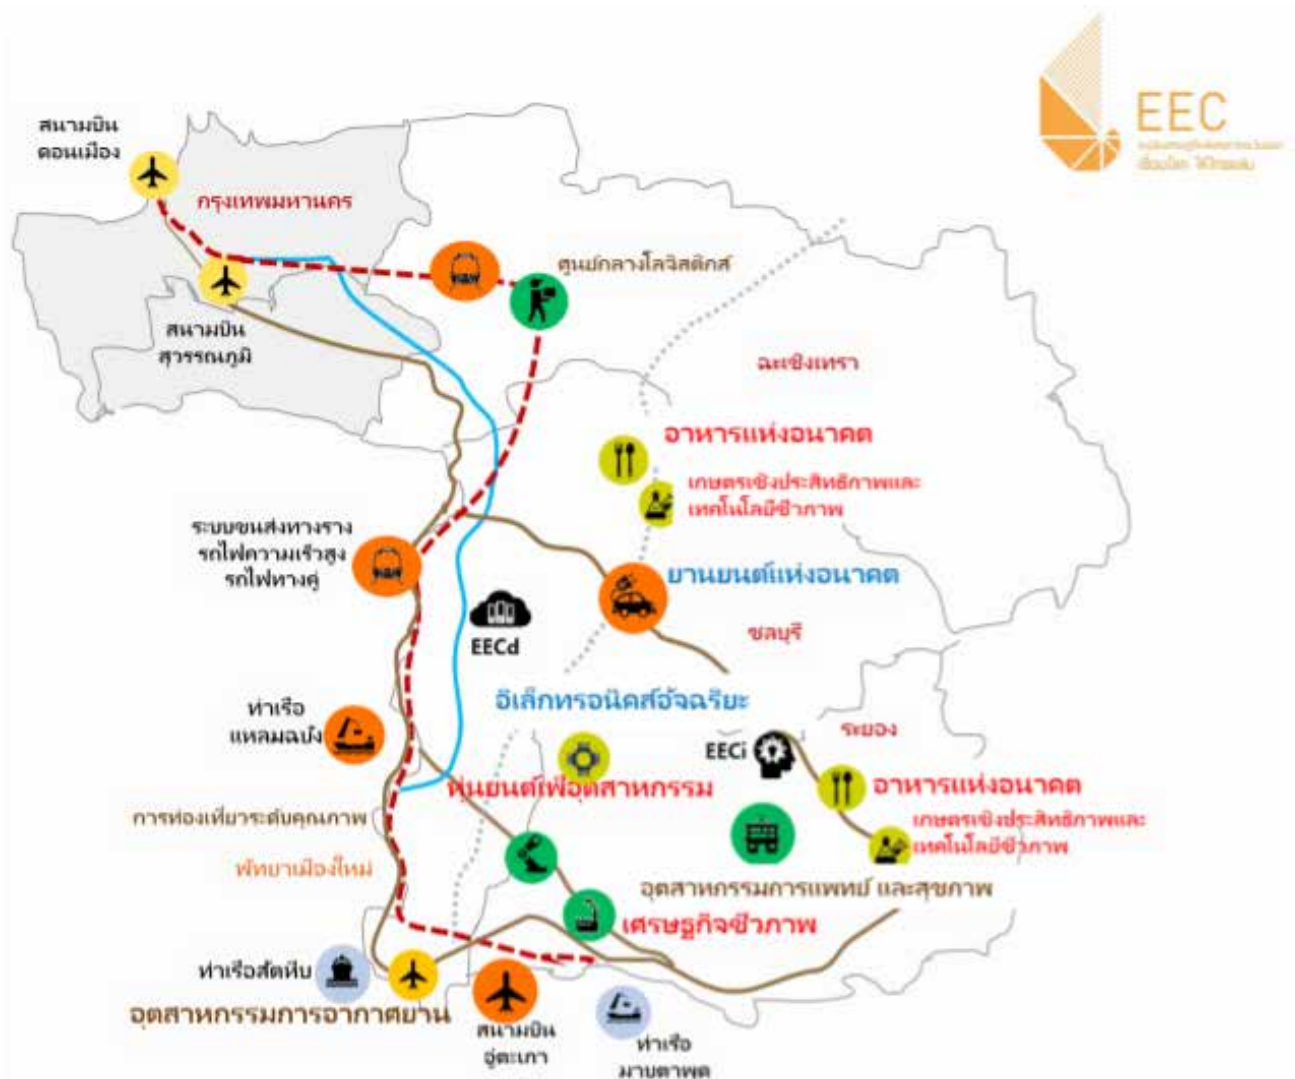 EEC
เชื่อมโลก ให้ไทยแล่น
สนามบิน
ดอนเมือง
กรุงเทพมหานคร
ศูนย์กลางโลจิสติกส์
สนามบิน
สุวรรณภูมิ
ฉะเชิงเทรา
อาหารแห่งอนาคต
เกษตรเชิงประสิทธิภาพและ
เทคโนโลยีชีวภาพ
ระบบขนส่งทางราง
รถไฟความเร็วสูง
รถไฟทางคู่
ยานยนต์แห่งอนาคต
EECd
ชลบุรี
อิเล็กทรอนิคส์อัจฉริยะ
ท่าเรือ
แหลมฉบัง
EECi
ระยอง
หุ่นยนต์เพื่ออุตสาหกรรม
อาหารแห่งอนาคต
การท่องเที่ยวระดับคุณภาพ
เกษตรเชิงประสิทธิภาพและ
เทคโนโลยีชีวภาพ
พัทยาเมืองใหม่
อุตสาหกรรมการแพทย์ และสุขภาพ
เศรษฐกิจชีวภาพ
ท่าเรือสัตหีบ
อุตสาหกรรมการอากาศยาน
สนามบิน
อู่ตะเภา
ท่าเรือ
มาบตาพุด